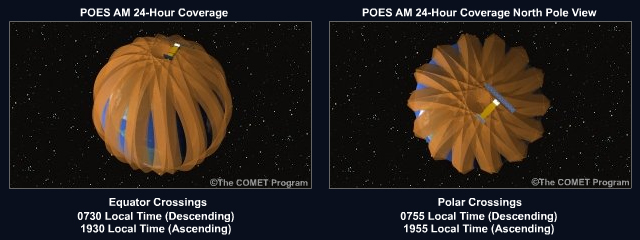 POES AM 24-Hour Coverage
©The COMET Program
Equator Crossings
0730 Local Time (Descending)
1930 Local Time (Ascending)
POES AM 24-Hour Coverage North Pole View
©The COMET Program
Polar Crossings
0755 Local Time (Descending)
1955 Local Time (Ascending)